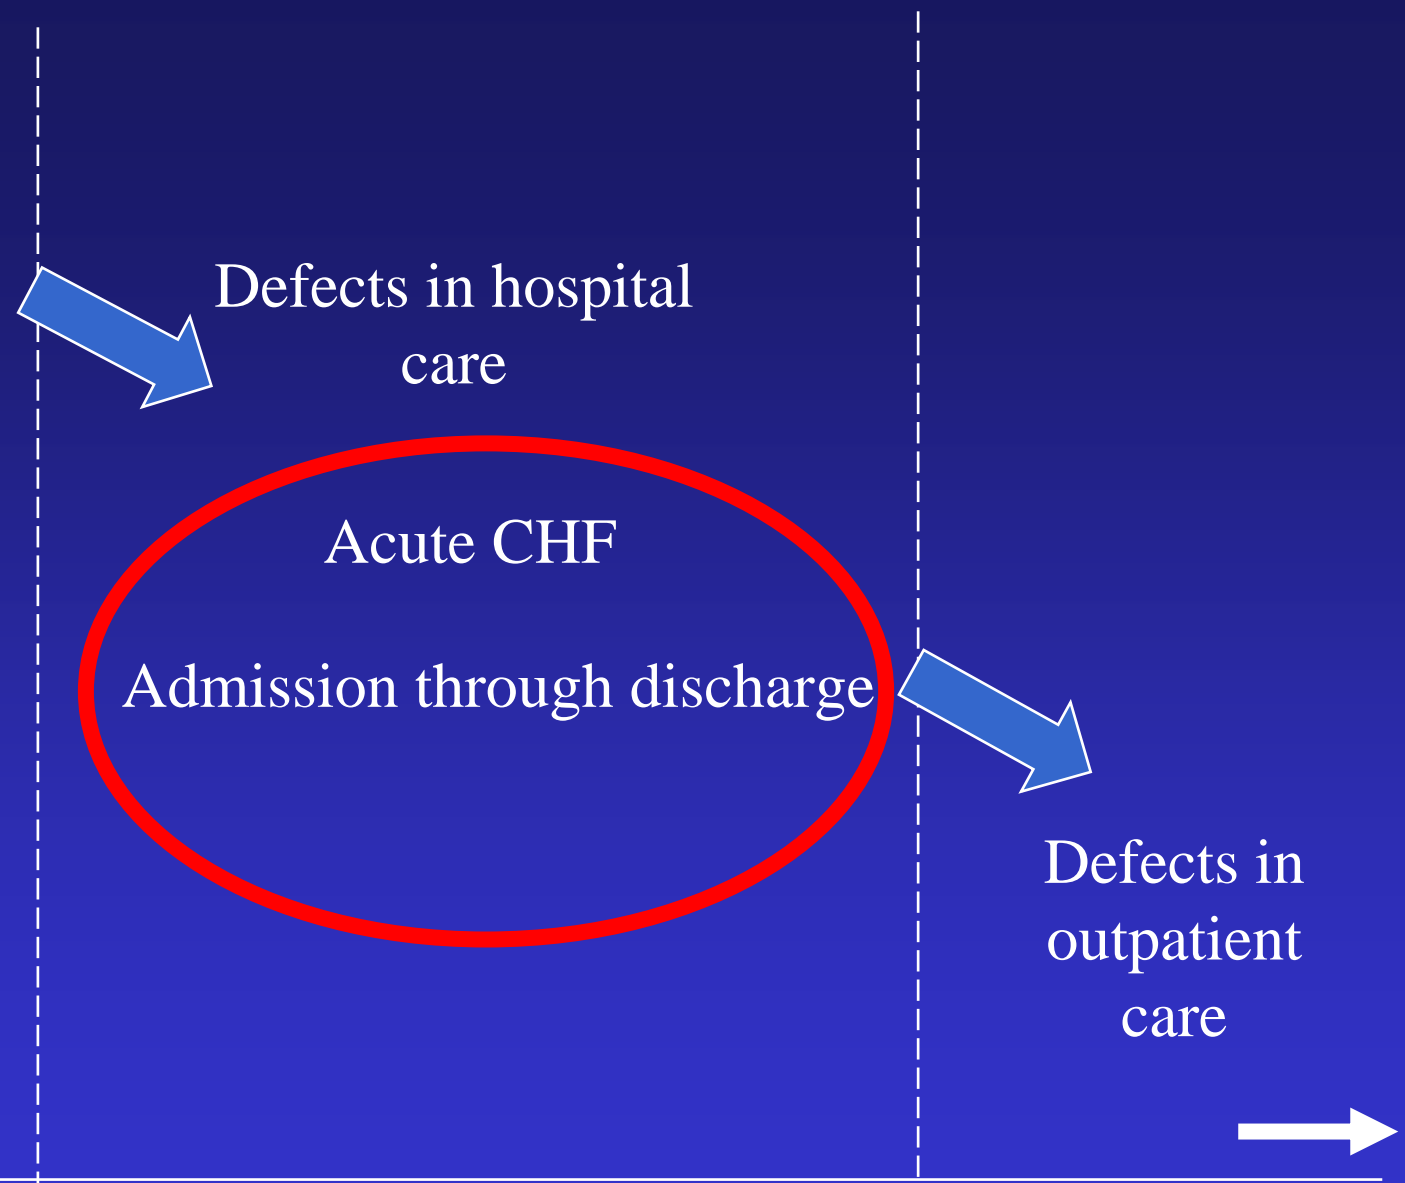 Defects in hospital
care
Acute CHF
Admission through discharge
Defects in
outpatient
care